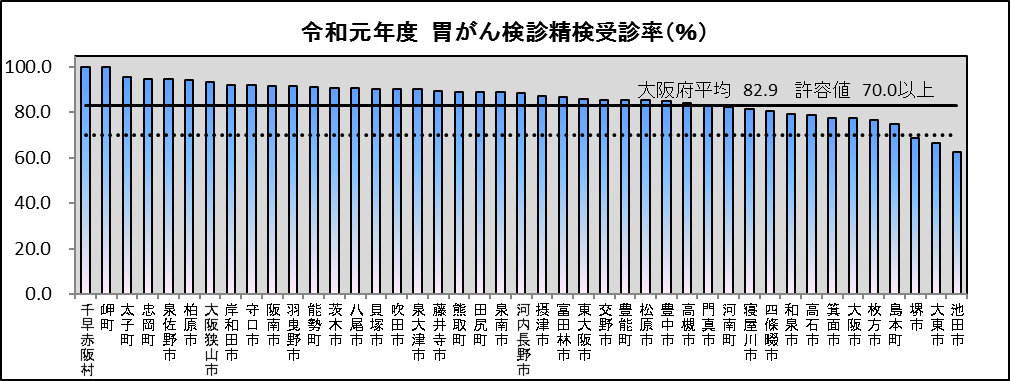 令和元年度 胃がん検診精検受診率(%)
大阪府平均 82.9 許容値 70.0以上
100.0
80.0
60.0
40.0
20.0
0.0
千早赤阪村
岬町
太子町
忠岡町
泉佐野市
柏原市
大阪狭山市
岸和田市
守口市
阪南市
羽曳野市
能勢町
茨木市
八尾市
貝塚市
吹田市
泉大津市
藤井寺市
熊取町
田尻町
泉南市
河内長野市
摂津市
富田林市
東大阪市
交野市
豊能町
松原市
豊中市
高槻市
門真市
河南町
寝屋川市
四條畷市
和泉市
高石市
箕面市
大阪市
枚方市
島本町
堺市
大東市
池田市